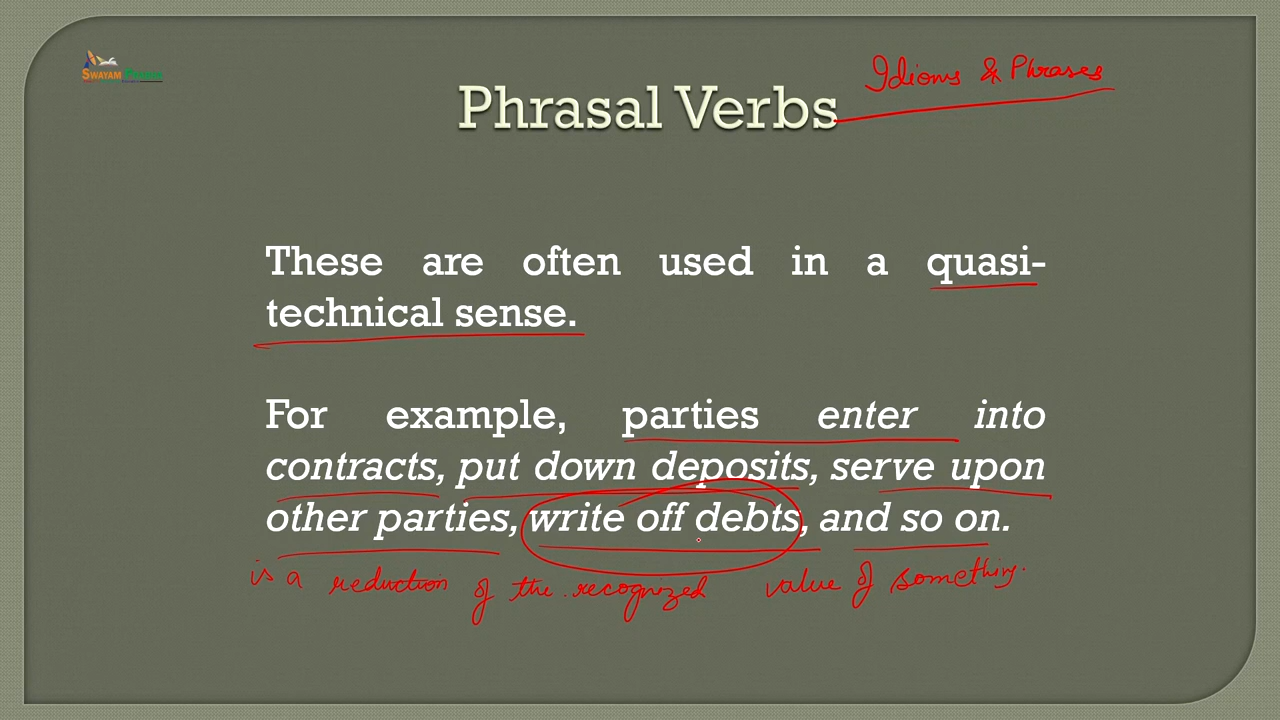 SWAYAM PRABHA
Idioms & Phrases
Phrasal Verbs
These are often used in a quasi-
technical sense.
For example, parties enter into
contracts, put down deposits, serve upon
other parties, write off debts, and so on.
is a reduction of the recognized value of something.